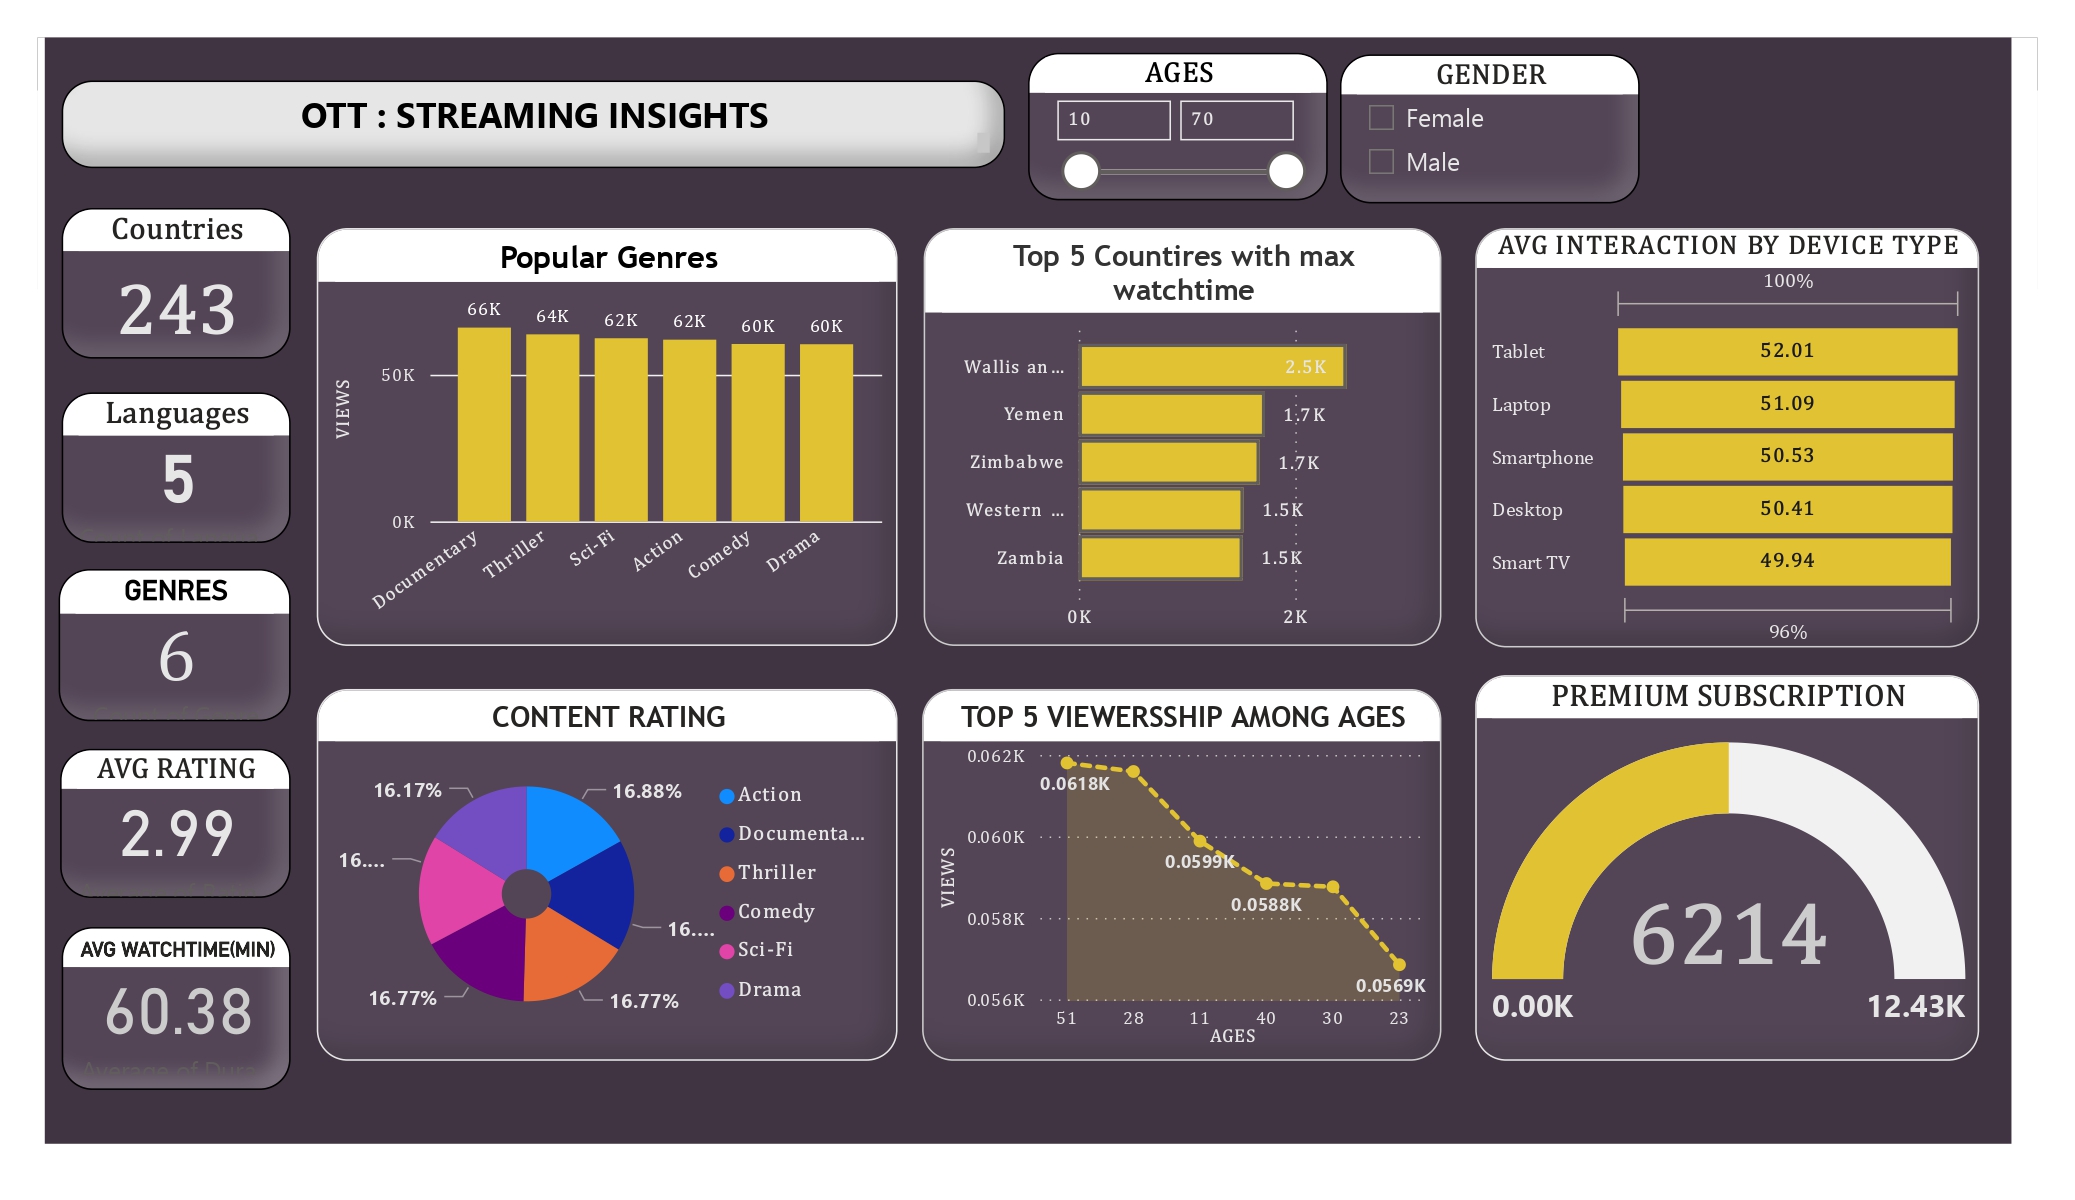 OTT : STREAMING INSIGHTS
AGES
10
70
GENDER
Female
Male
Countries
243
Languages
5
GENRES
6
AVG RATING
2.99
AVG WATCHTIME(MIN)
60.38
Average of Dura
Popular Genres
VIEWS
50K
0K
66K
64K
62K
62K
60K
60K
Documentary
Thriller
Sci-Fi
Action
Comedy
Drama
Top 5 Countires with max
watchtime
Wallis an...
2.5K
Yemen
1.7K
Zimbabwe
1.7K
Western ...
1.5K
Zambia
1.5K
0K
2K
AVG INTERACTION BY DEVICE TYPE
100%
Tablet
52.01
Laptop
51.09
Smartphone
50.53
Desktop
50.41
Smart TV
49.94
96%
CONTENT RATING
16.17%
16.88%
16....
16....
16.77%
16.77%
Action
Documenta...
Thriller
Comedy
Sci-Fi
Drama
TOP 5 VIEWERSSHIP AMONG AGES
VIEWS
0.062K
0.060K
0.058K
0.056K
0.0618K
0.0599K
0.0588K
0.0569K
51
28
11
40
30
23
AGES
PREMIUM SUBSCRIPTION
6214
0.00K
12.43K